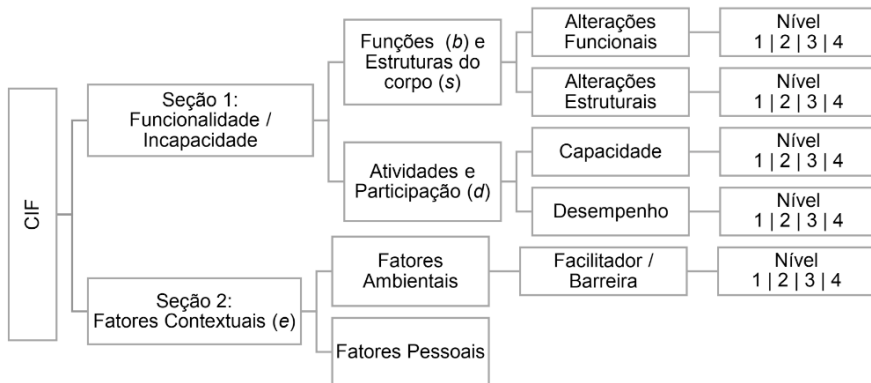 CIF
Seção 1:
Funcionalidade /
Incapacidade
Funções (b) e
Estruturas do
corpo (s)
Alterações
Funcionais
Nível
1 | 2 | 3 | 4
Alterações
Estruturais
Nível
1 | 2 | 3 | 4
Atividades e
Participação (d)
Capacidade
Nível
1 | 2 | 3 | 4
Desempenho
Nível
1 | 2 | 3 | 4
Seção 2:
Fatores Contextuais (e)
Fatores
Ambientais
Facilitador /
Barreira
Nível
1 | 2 | 3 | 4
Fatores Pessoais